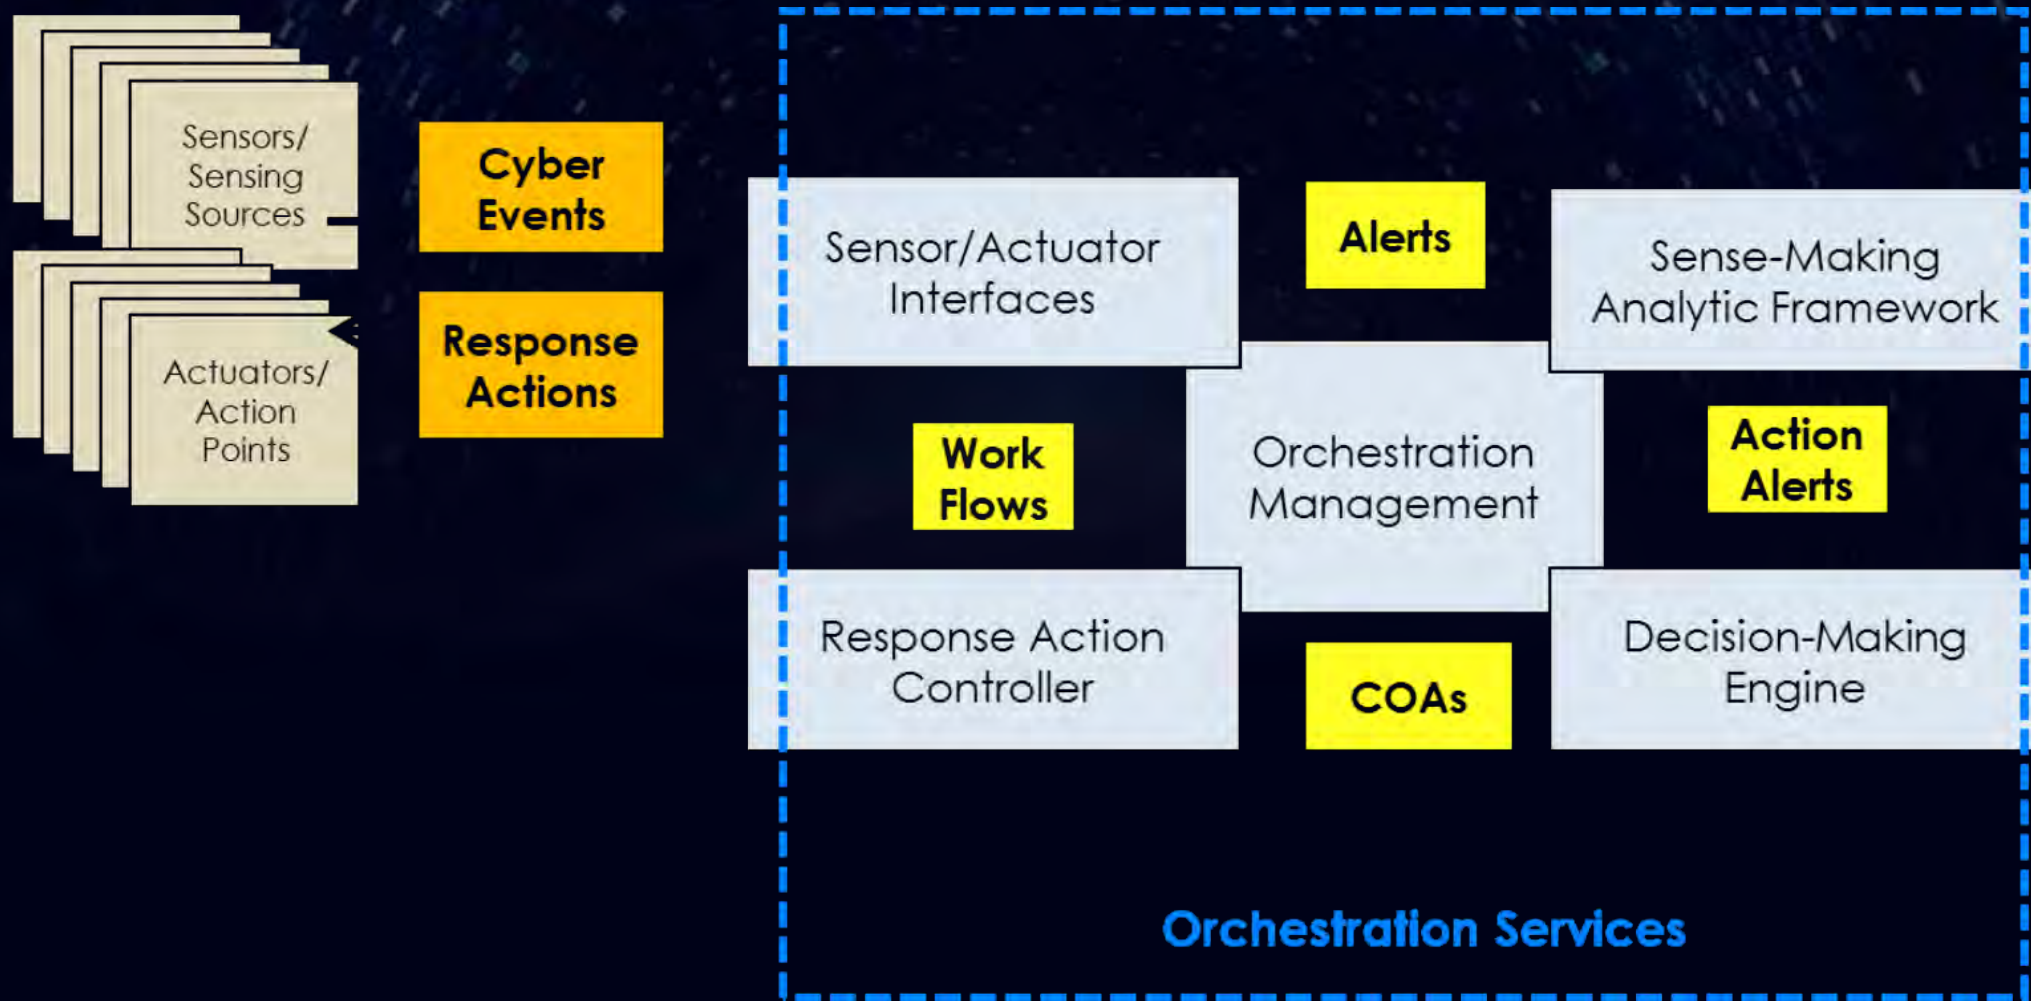 Sensors/
Sensing
Sources
Cyber
Events
Response
Actions
Actuators/
Action
Points
Sensor/Actuator
Interfaces
Alerts
Sense-Making
Analytic Framework
Work
Flows
Orchestration
Management
Action
Alerts
Response Action
Controller
COAs
Decision-Making
Engine
Orchestration Services